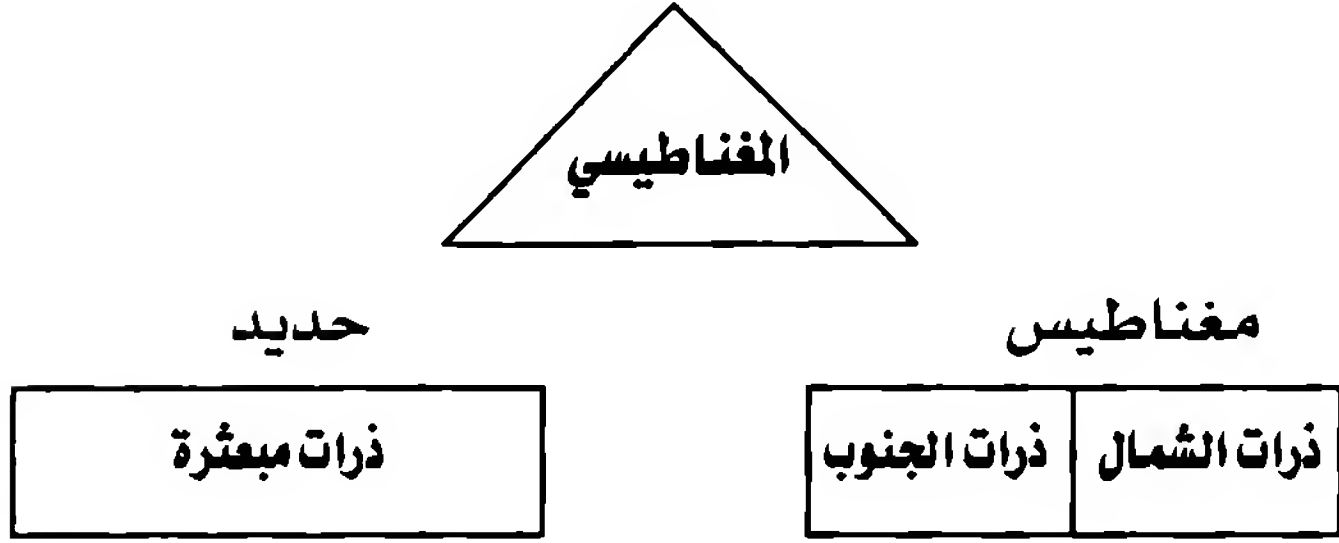 المغناطيسي
مغناطيس
حديد
ذرات الشمال
ذرات الجنوب
ذرات مبعثرة